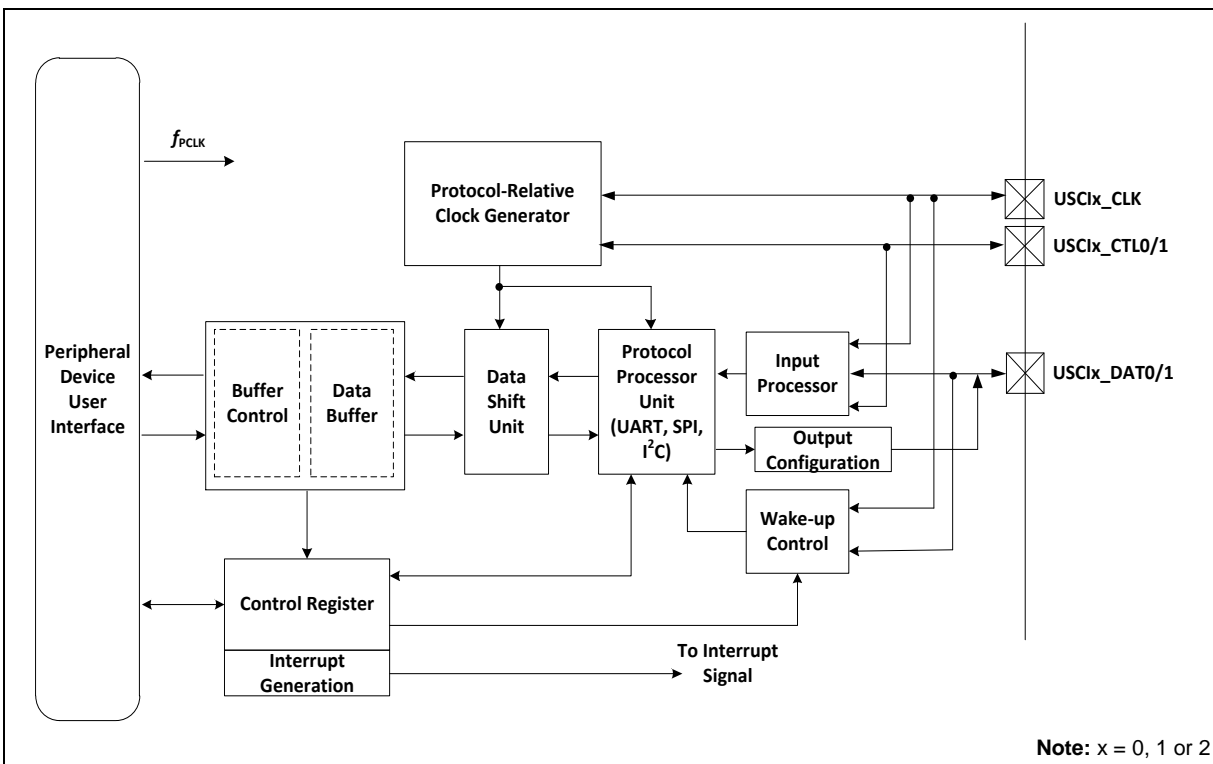 fPCLK
Protocol-Relative
Clock Generator
USCIx_CLK
USCIx_CTL0/1
Peripheral
Device
User
Interface
Buffer
Control
Data
Buffer
Data
Shift
Unit
Protocol
Processor
Unit
(UART, SPI,
I²C)
Input
Processor
USCIx_DAT0/1
Output
Configuration
Wake-up
Control
Control Register
Interrupt
Generation
To Interrupt
Signal
Note: x = 0, 1 or 2